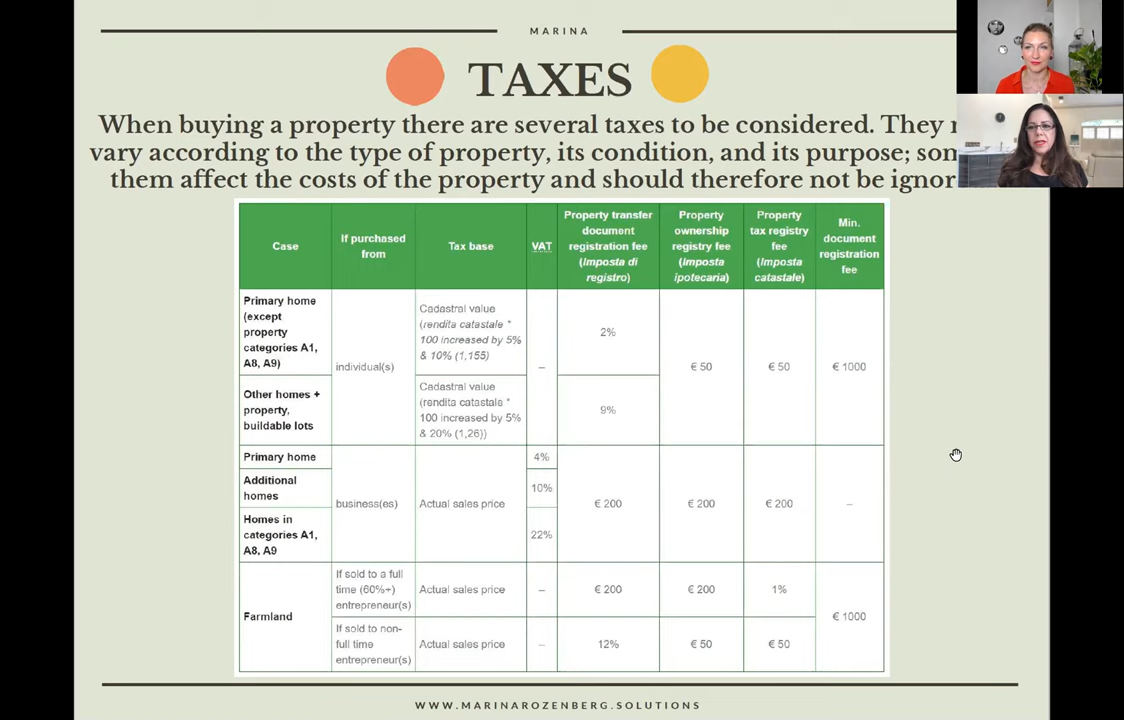 MARINA
TAXES
When buying a property there are several taxes to be considered. They
vary according to the type of property, its condition, and its purpose;
them affect the costs of the property and should therefore not be
Case
If purchased
from
Tax base
VAT
Property transfer
document
registration fee
(Imposta di
registro)
Property
ownership
registry fee
(Imposta
ipotecaria)
Property
tax registry
fee
(Imposta
catastale)
Min.
document
registration
fee
Primary home
(except
property
categories A1,
A8, A9)
individual(s)
Cadastral value
(rendita catastale *
100 increased by 5%
& 10% (1,155)
–
2%
€ 50
€ 50
€ 1000
Other homes +
property,
buildable lots
Cadastral value
(rendita catastale *
100 increased by 5%
& 20% (1,26))
9%
Primary home
4%
Additional
homes
10%
business(es)
Actual sales price
€ 200
€ 200
€ 200
–
Homes in
categories A1,
A8, A9
22%
Farmland
If sold to a full
time (60%+)
entrepreneur(s)
Actual sales price
–
€ 200
€ 200
1%
€ 1000
If sold to non-
full time
entrepreneur(s)
Actual sales price
–
12%
€ 50
€ 50
WWW.MARINAROZENBERG.SOLUTIONS